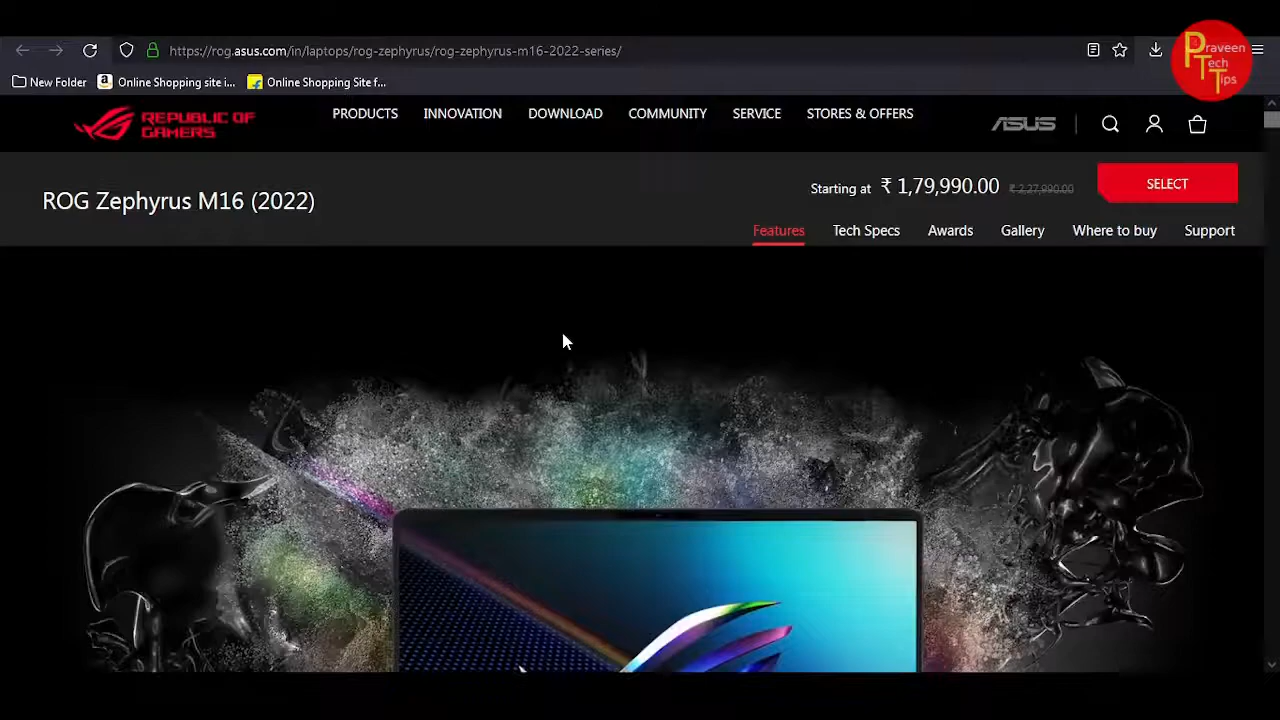 https://rog.asus.com/in/laptops/rog-zephyrus/rog-zephyrus-m16-2022-series/
Praveen
Tech
Tips
New Folder Online Shopping site i... Online Shopping Site f...
REPUBLIC OF
GAMERS
PRODUCTS INNOVATION DOWNLOAD COMMUNITY SERVICE STORES & OFFERS
ASUS
ROG Zephyrus M16 (2022)
Starting at ₹ 1,79,990.00 ₹ 2,27,990.00 SELECT
Features Tech Specs Awards Gallery Where to buy Support